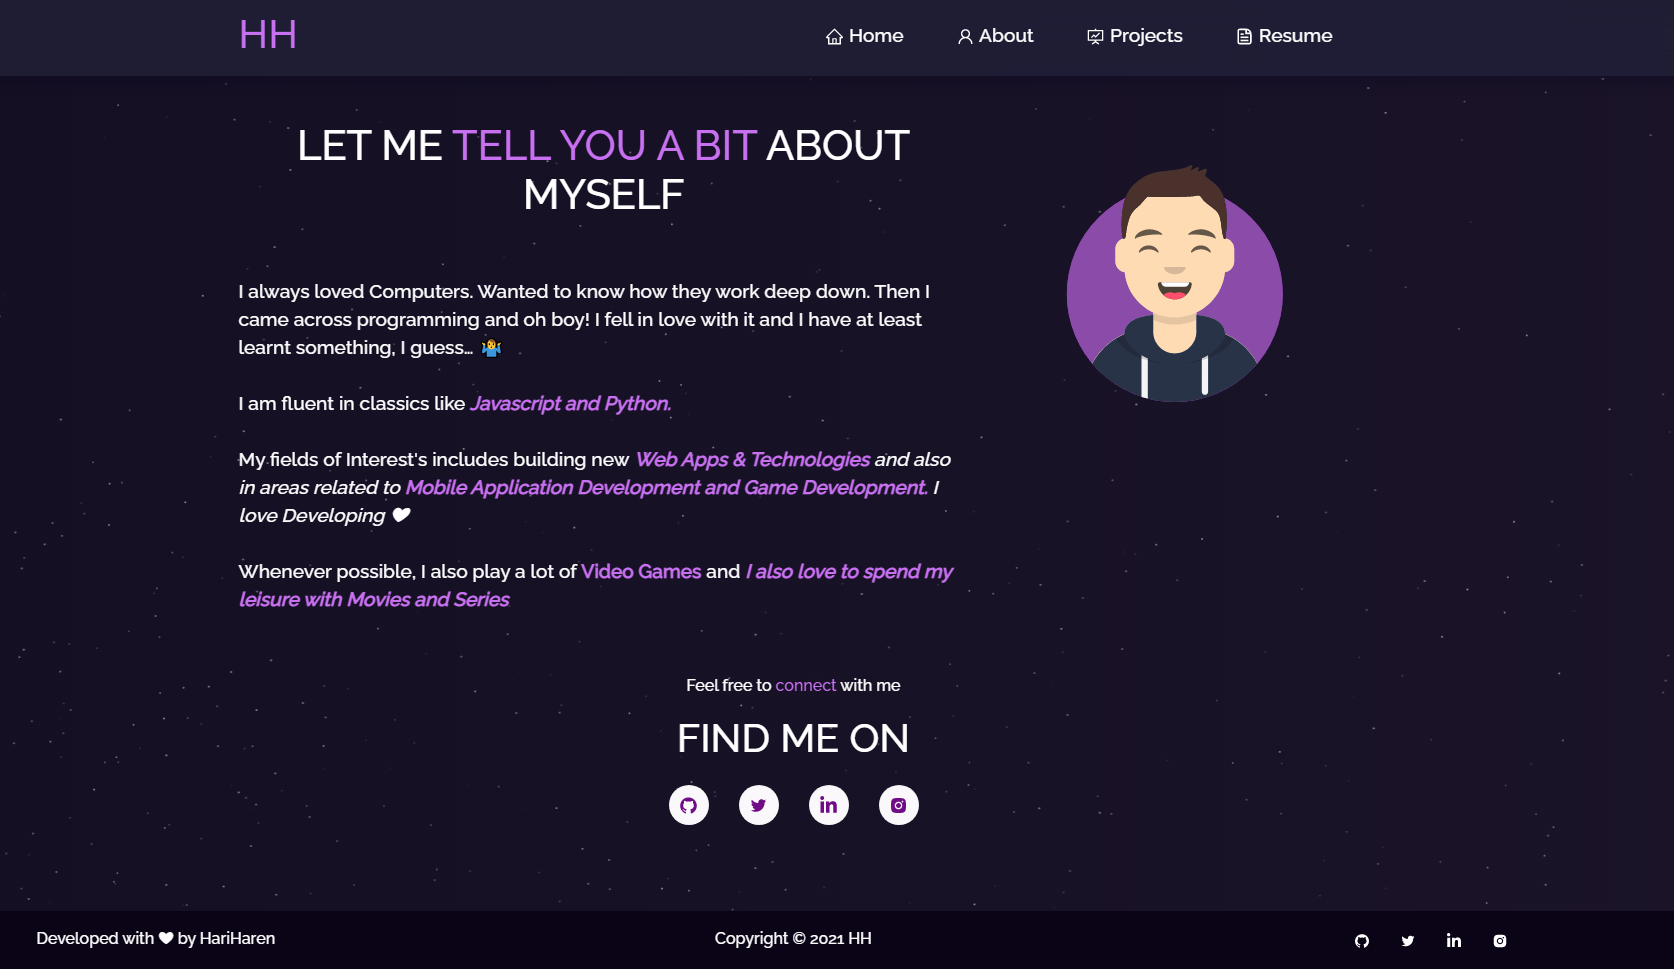 HH
Home
About
Projects
Resume
LET ME TELL YOU A BIT ABOUT
MYSELF
I always loved Computers. Wanted to know how they work deep down. Then I
came across programming and oh boy! I fell in love with it and I have at least
learnt something, I guess... 🤷‍♂️
I am fluent in classics like Javascript and Python.
My fields of Interest's includes building new Web Apps & Technologies and also
in areas related to Mobile Application Development and Game Development. I
love Developing
Whenever possible, I also play a lot of Video Games and I also love to spend my
leisure with Movies and Series
Feel free to connect with me
FIND ME ON
in
Developed with by HariHaren
Copyright © 2021 HH
in